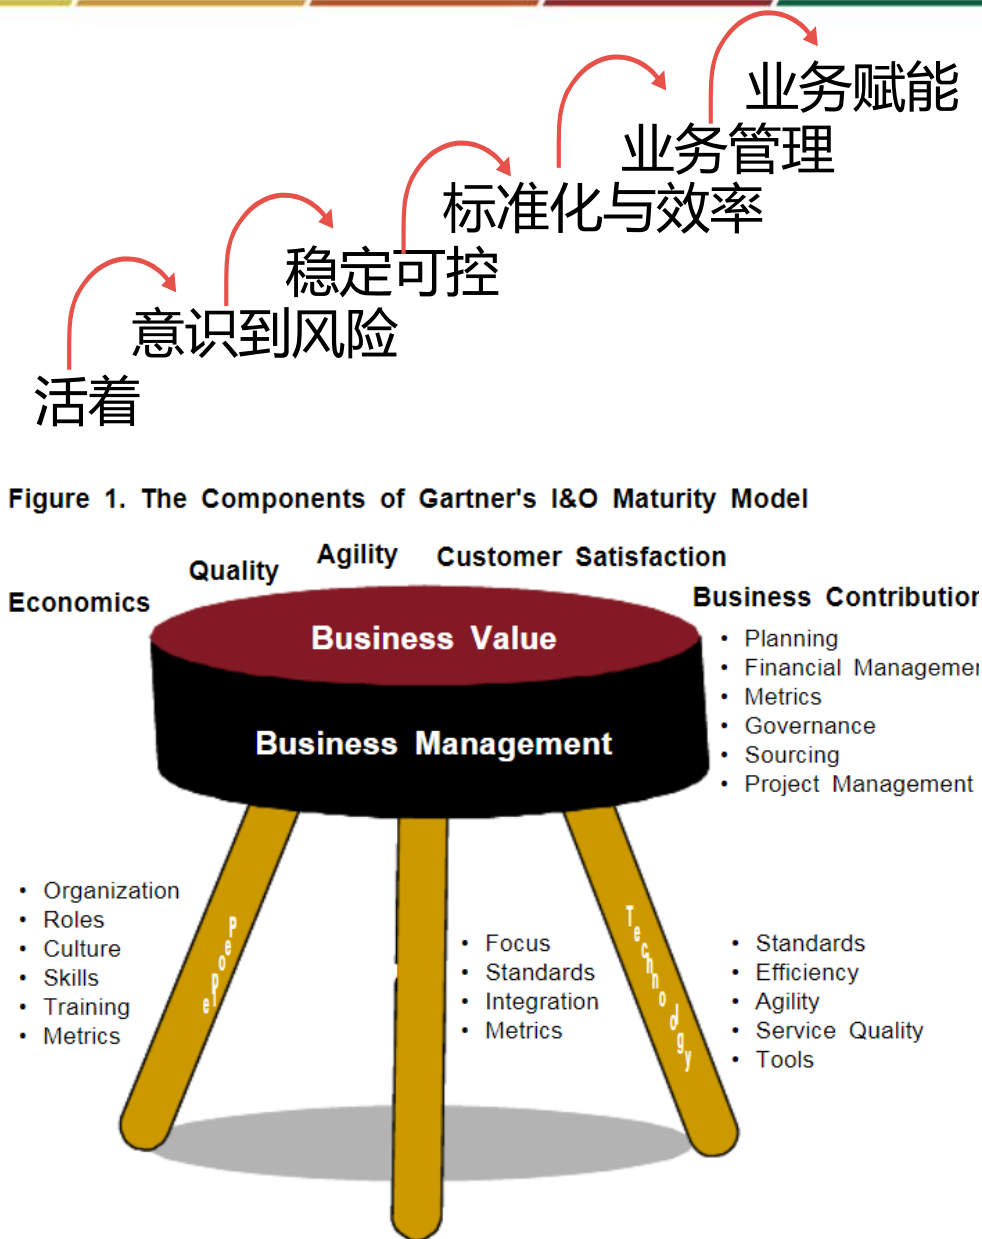 业务赋能
业务管理
标准化与效率
稳定可控
意识到风险
活着
Figure 1. The Components of Gartner's I&O Maturity Model
Agility
Customer Satisfaction
Quality
Economics
Business Contribution
Business Value
• Planning
• Financial Managemen
• Metrics
• Governance
• Sourcing
• Project Management
Business Management
• Organization
• Roles
• Culture
• Skills
• Training
• Metrics
People
• Focus
• Standards
• Integration
• Metrics
Technology
• Standards
• Efficiency
• Agility
• Service Quality
• Tools